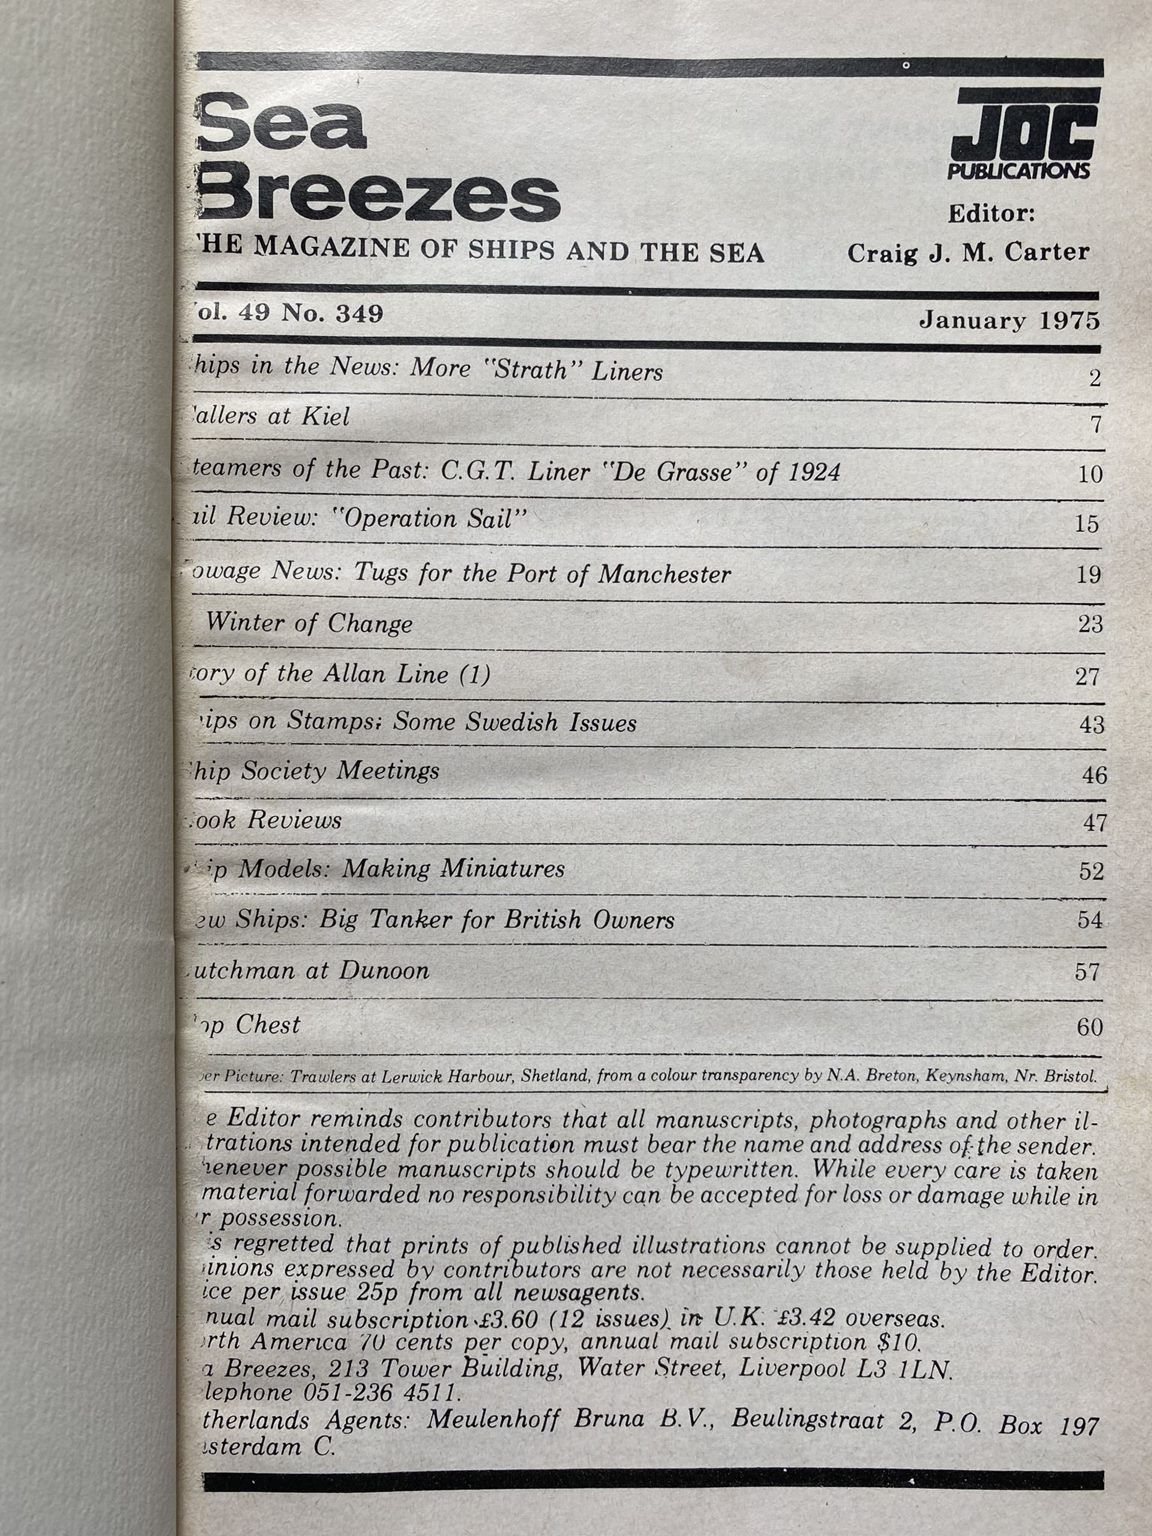 Sea
Breezes
THE MAGAZINE OF SHIPS AND THE SEA
JOC
PUBLICATIONS
Editor:
Craig J. M. Carter
Vol. 49 No. 349
January 1975
hips in the News: More "Strath" Liners 2
allers at Kiel 7
teamers of the Past: C.G.T. Liner "De Grasse" of 1924 10
ail Review: "Operation Sail" 15
owage News: Tugs for the Port of Manchester 19
Winter of Change 23
tory of the Allan Line (1) 27
ips on Stamps: Some Swedish Issues 43
hip Society Meetings 46
ook Reviews 47
ip Models: Making Miniatures 52
ew Ships: Big Tanker for British Owners 54
utchman at Dunoon 57
op Chest 60
er Picture: Trawlers at Lerwick Harbour, Shetland, from a colour transparency by N.A. Breton, Keynsham, Nr. Bristol.
e Editor reminds contributors that all manuscripts, photographs and other il-
trations intended for publication must bear the name and address of the sender.
henever possible manuscripts should be typewritten. While every care is taken
material forwarded no responsibility can be accepted for loss or damage while in
r possession.
is regretted that prints of published illustrations cannot be supplied to order.
inions expressed by contributors are not necessarily those held by the Editor.
ice per issue 25p from all newsagents.
nual mail subscription £3.60 (12 issues) in U.K. £3.42 overseas.
rth America 70 cents per copy, annual mail subscription $10.
a Breezes, 213 Tower Building, Water Street, Liverpool L3 1LN.
lephone 051-236 4511.
therlands Agents: Meulenhoff Bruna B.V., Beulingstraat 2, P.O. Box 197
sterdam C.